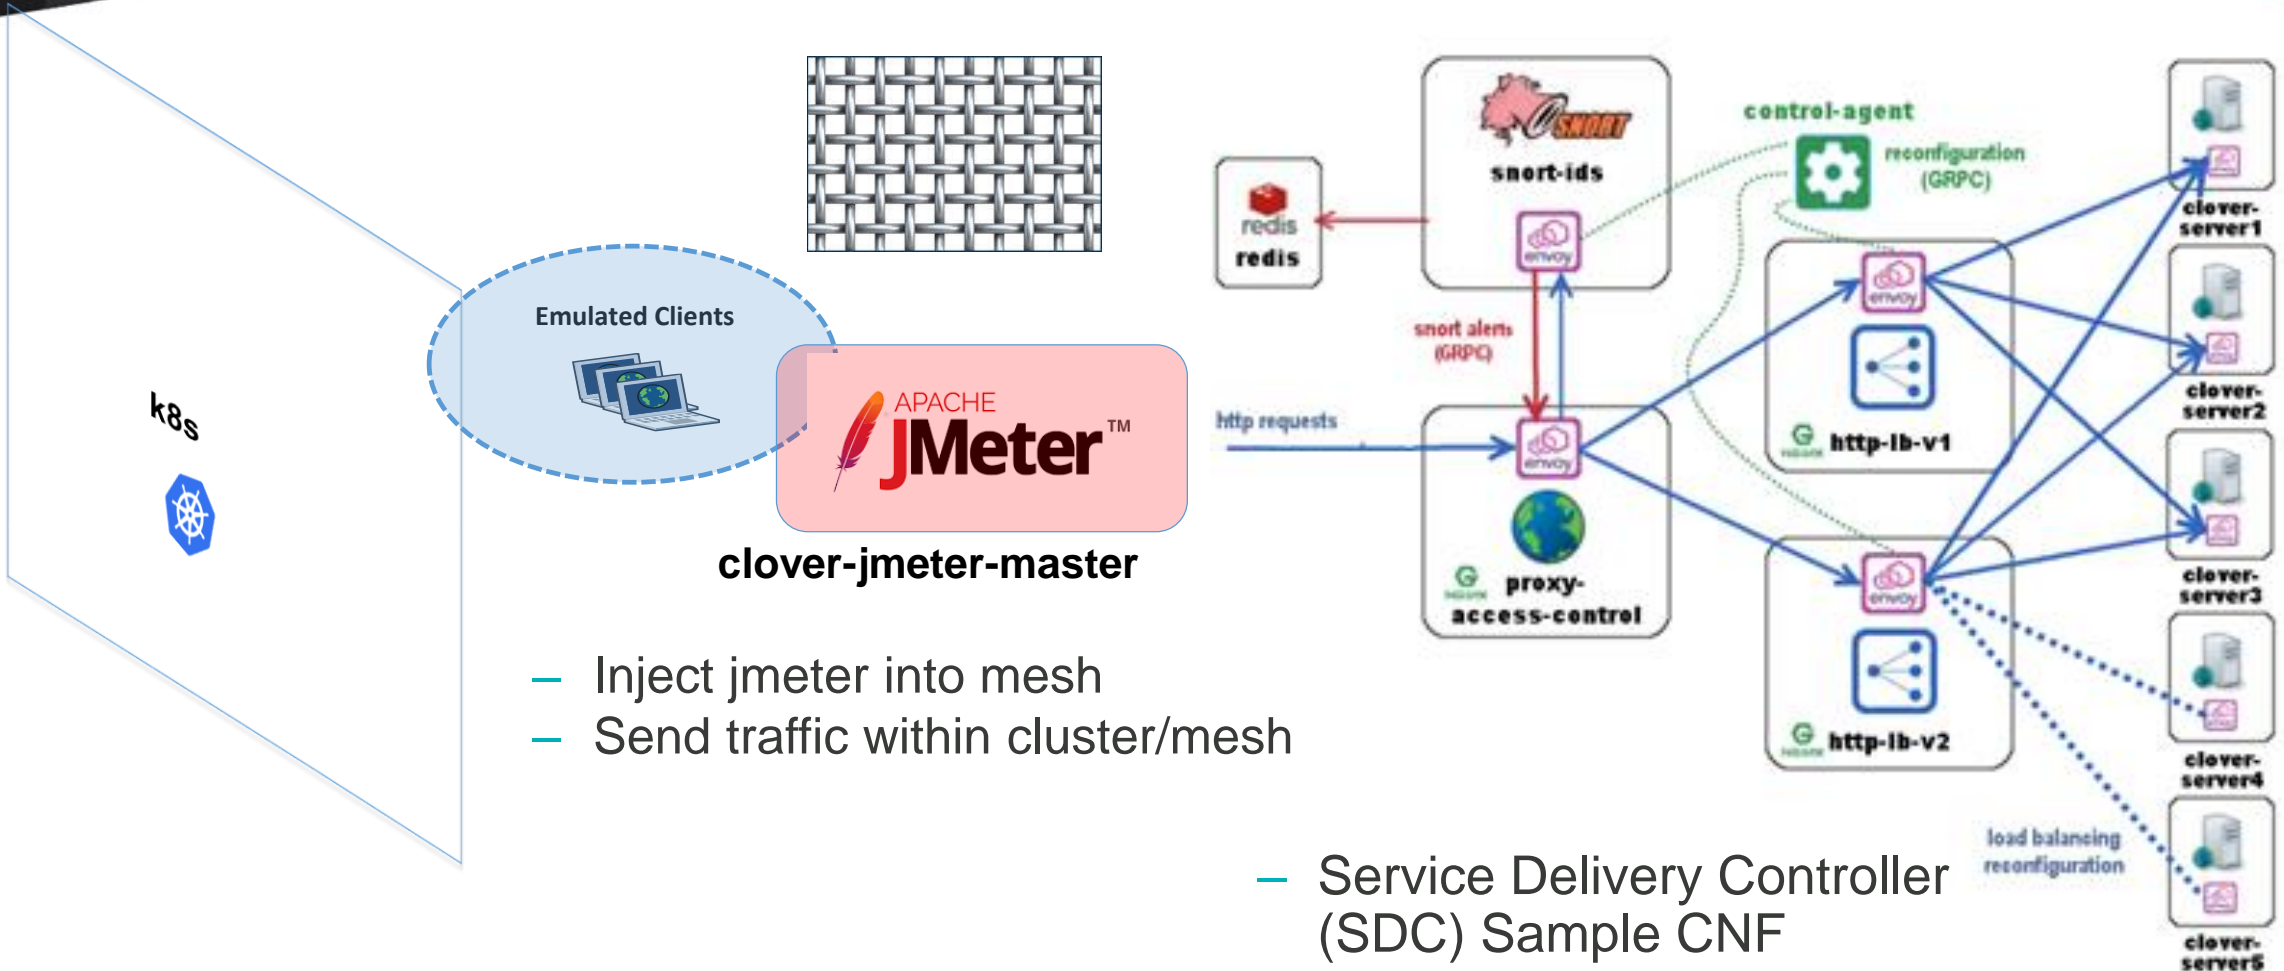 k8s
Emulated Clients
APACHE
JMeter™
clover-jmeter-master
– Inject jmeter into mesh
– Send traffic within cluster/mesh
SNORT
snort-ids
envoy
redis
redis
snort alerts
(GRPC)
http requests
envoy
proxy-
access-control
control-agent
reconfiguration
(GRPC)
envoy
http-lb-v1
envoy
http-lb-v2
clover-
server1
clover-
server2
clover-
server3
clover-
server4
clover-
server5
load balancing
reconfiguration
– Service Delivery Controller
(SDC) Sample CNF